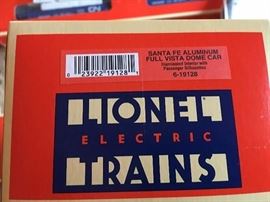 SANTA FE ALUMINUM
FULL VISTA DOME CAR
Illuminated Interior with
Passenger Silhouettes
6-19128
0 23922 19128 1
LIONEL
ELECTRIC
TRAINS